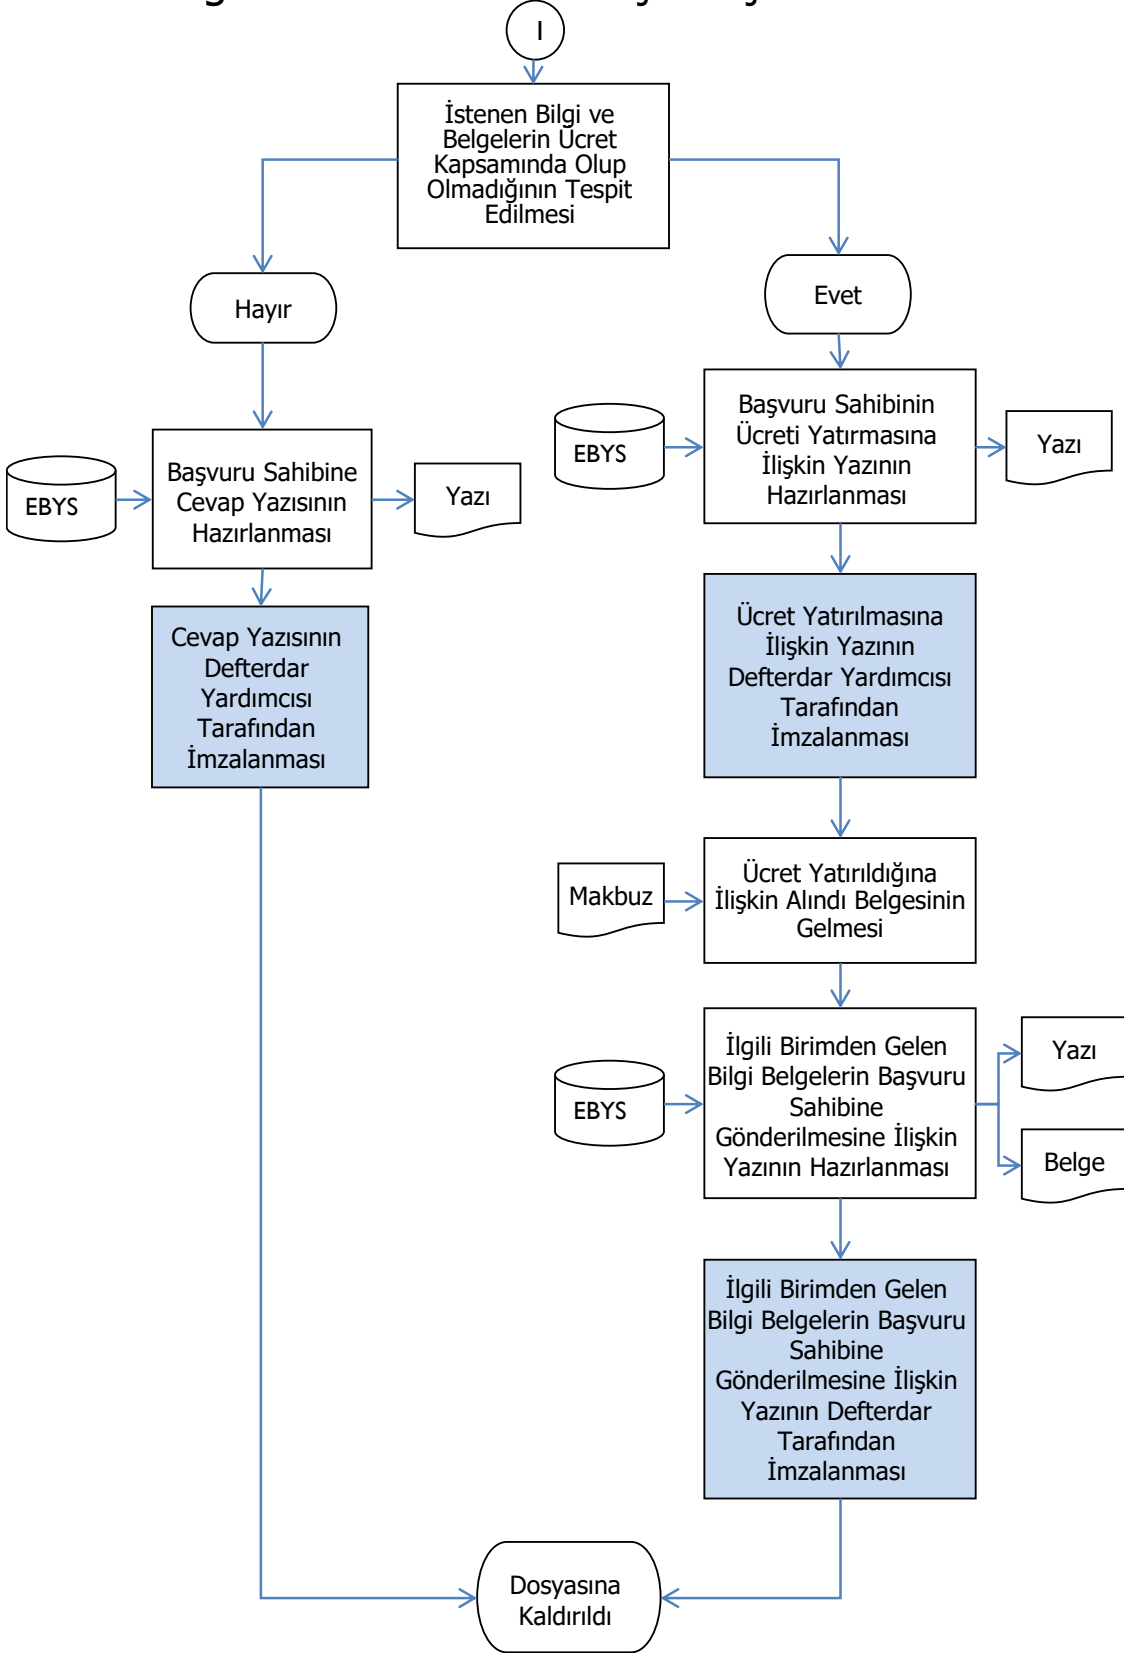 I
İstenen Bilgi ve
Belgelerin Ücret
Kapsamında Olup
Olmadığının Tespit
Edilmesi
Hayır
Evet
EBYS
Başvuru Sahibinin
Ücreti Yatırmasına
İlişkin Yazının
Hazırlanması
Yazı
EBYS
Başvuru Sahibine
Cevap Yazısının
Hazırlanması
Yazı
Cevap Yazısının
Defterdar
Yardımcısı
Tarafından
İmzalanması
Ücret Yatırılmasına
İlişkin Yazının
Defterdar Yardımcısı
Tarafından
İmzalanması
Makbuz
Ücret Yatırıldığına
İlişkin Alındı Belgesinin
Gelmesi
EBYS
İlgili Birimden Gelen
Bilgi Belgelerin Başvuru
Sahibine
Gönderilmesine İlişkin
Yazının Hazırlanması
Yazı
Belge
İlgili Birimden Gelen
Bilgi Belgelerin Başvuru
Sahibine
Gönderilmesine İlişkin
Yazının Defterdar
Tarafından
İmzalanması
Dosyasına
Kaldırıldı